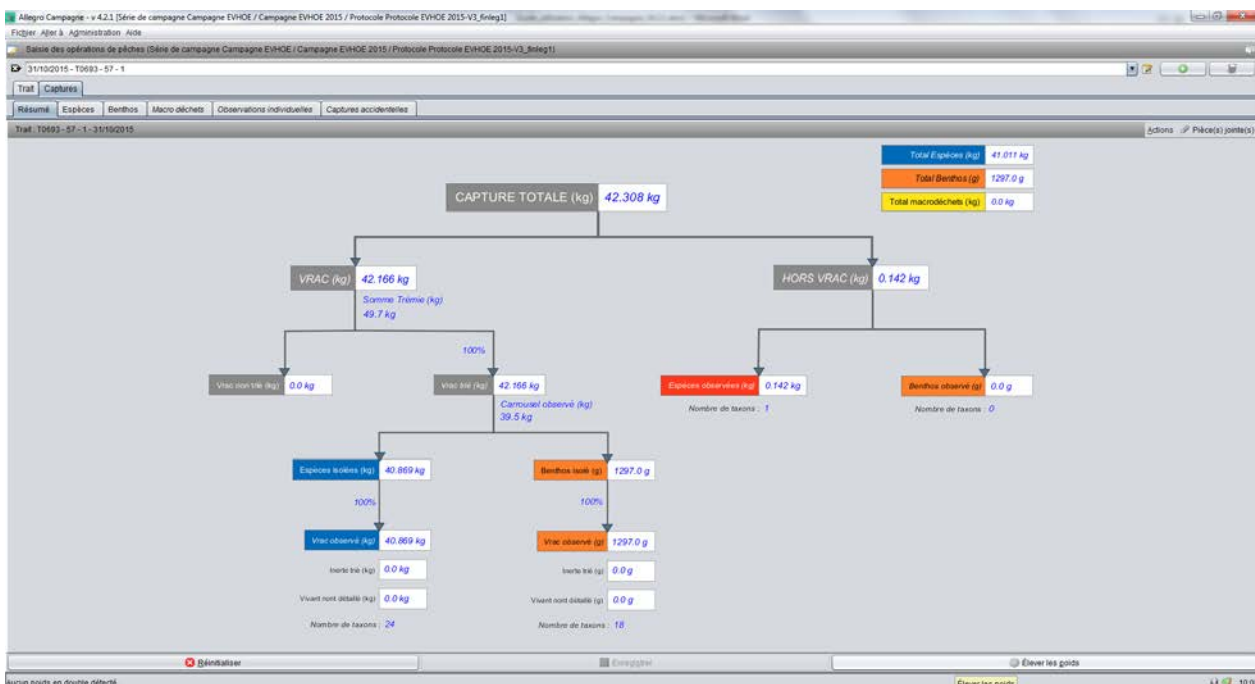 Allegro Campagne - v 4.2.1 [Série de campagne Campagne EVHOE / Campagne EVHOE 2015 / Protocole Protocole EVHOE 2015-V3_finleg1]
Fichier Aller à Administration Aide
Saisie des opérations de pêches (Série de campagne Campagne EVHOE / Campagne EVHOE 2015 / Protocole Protocole EVHOE 2015-V3_finleg1)
31/10/2015 - T0693 - 57 - 1
Trait Captures
Résumé Espèces Benthos Macro déchets Observations individuelles Captures accidentelles
Trait : T0693 - 57 - 1 - 31/10/2015 Actions Pièce(s) jointe(s)
Total Espèces (kg) 41.011 kg
Total Benthos (g) 1297.0 g
Total macrodéchets (kg) 0.0 kg
CAPTURE TOTALE (kg) 42.308 kg
VRAC (kg) 42.166 kg
HORS VRAC (kg) 0.142 kg
Somme Trémie (kg)
49.7 kg
100%
Vrac non trié (kg) 0.0 kg
Vrac trié (kg) 42.166 kg
Espèces observées (kg) 0.142 kg
Benthos observé (g) 0.0 g
Carrousel observé (kg)
39.5 kg
Nombre de taxons : 1
Nombre de taxons : 0
Espèces isolées (kg) 40.869 kg
Benthos isolé (g) 1297.0 g
100%
100%
Vrac observé (kg) 40.869 kg
Vrac observé (g) 1297.0 g
Inerte trié (kg) 0.0 kg
Inerte trié (g) 0.0 g
Vivant nont détaillé (kg) 0.0 kg
Vivant nont détaillé (g) 0.0 g
Nombre de taxons : 24
Nombre de taxons : 18
Réinitialiser
Enregistrer
Élever les poids
Aucun poids en double détecté
Élever les poids